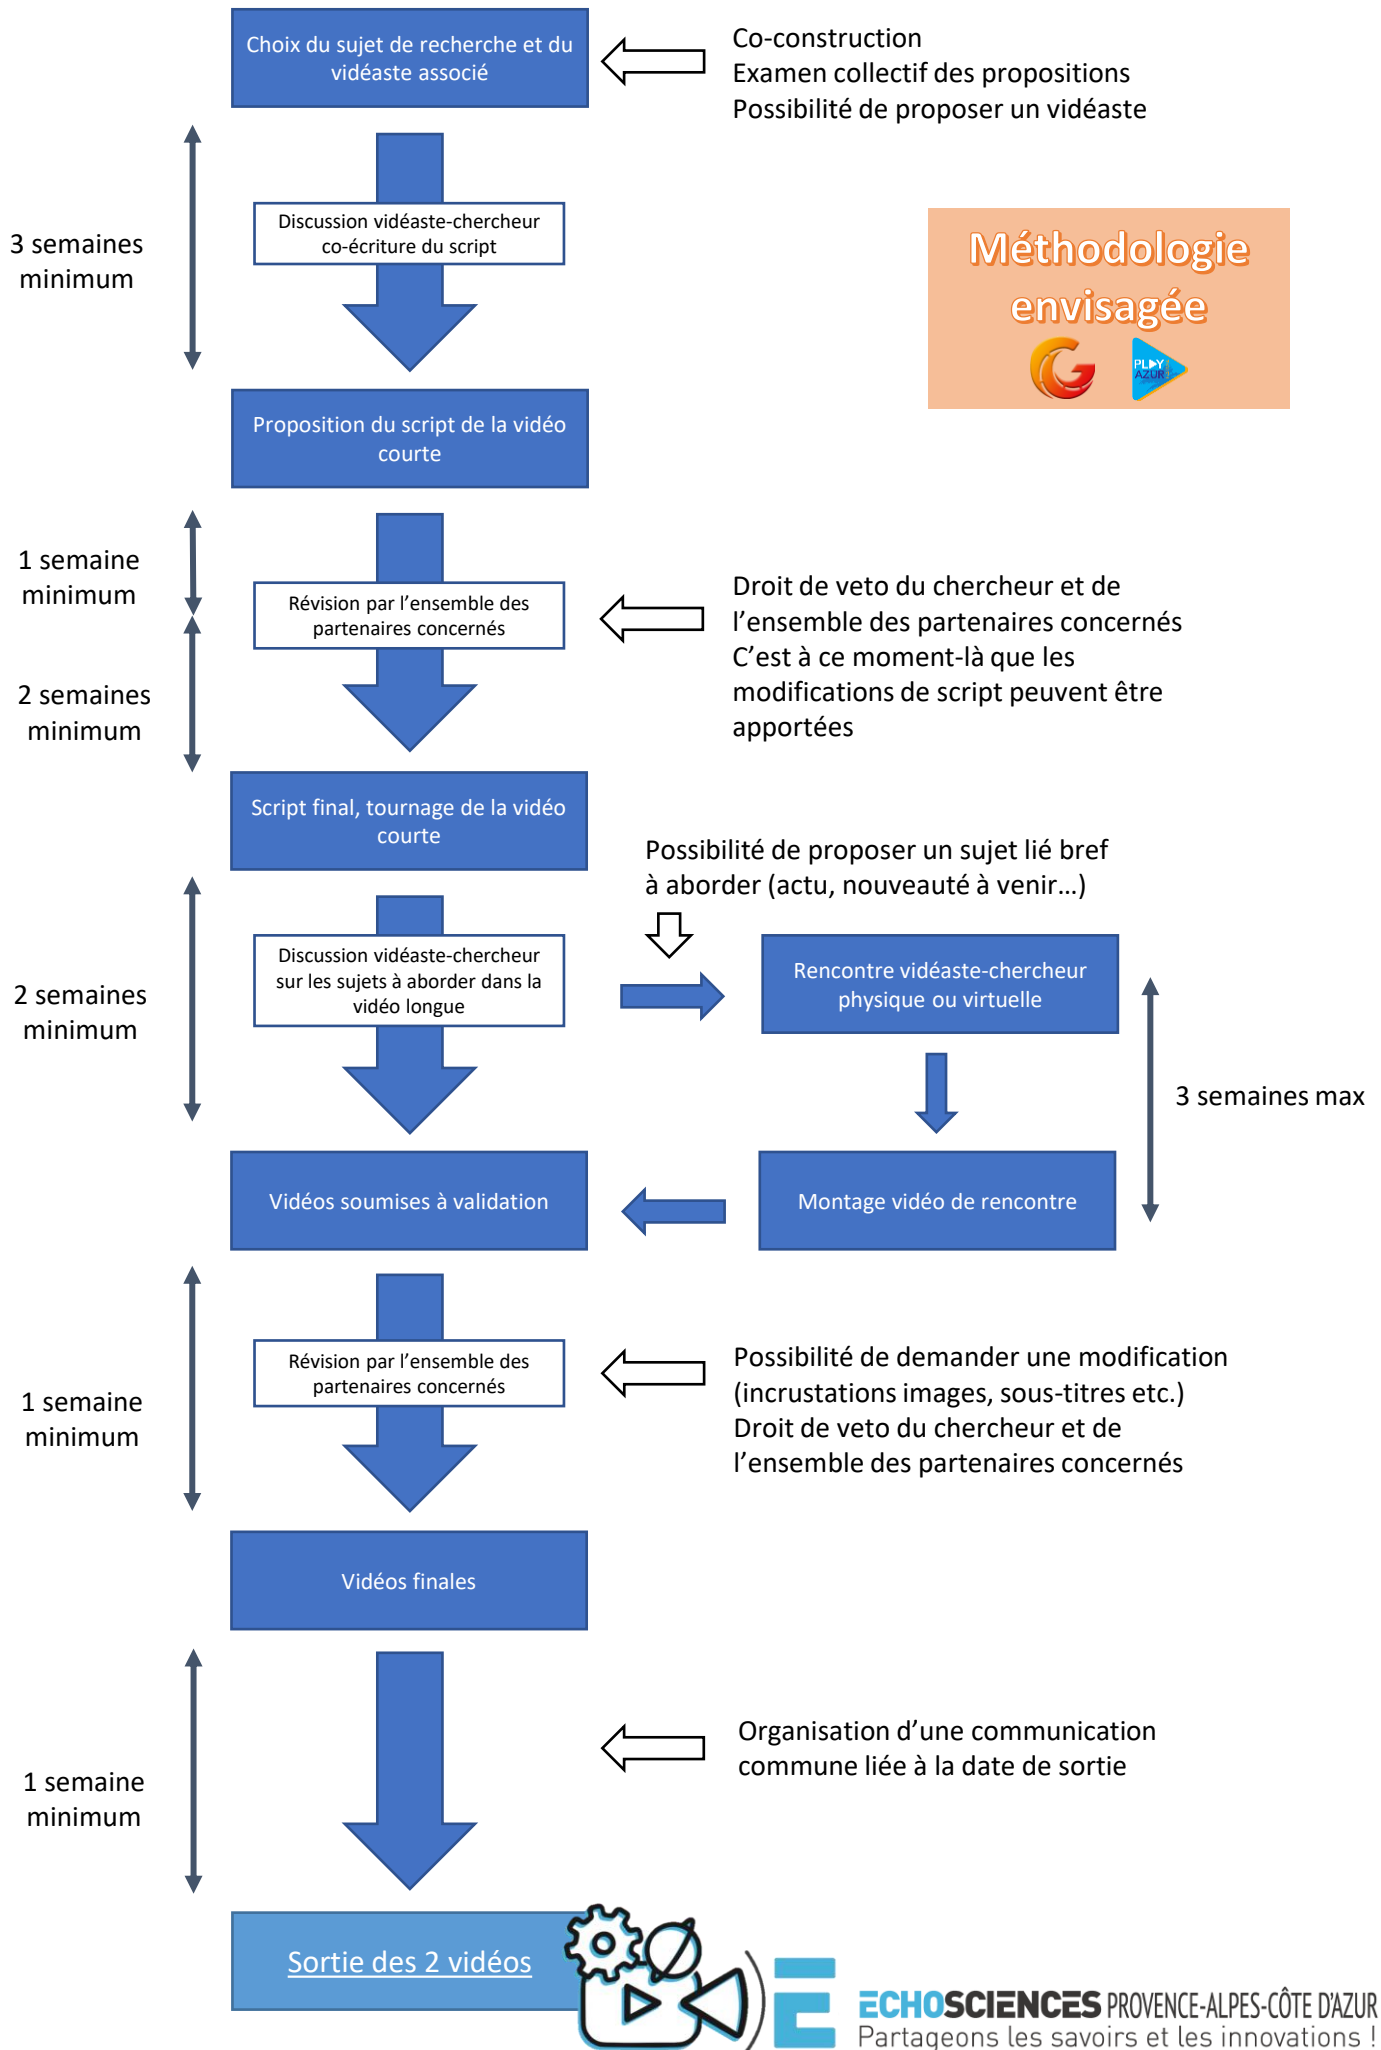 Choix du sujet de recherche et du
vidéaste associé
Co-construction
Examen collectif des propositions
Possibilité de proposer un vidéaste
3 semaines
minimum
Discussion vidéaste-chercheur
co-écriture du script
Méthodologie
envisagée
PLAY
AZUR
Proposition du script de la vidéo
courte
1 semaine
minimum
Révision par l’ensemble des
partenaires concernés
Droit de veto du chercheur et de
l’ensemble des partenaires concernés
C’est à ce moment-là que les
modifications de script peuvent être
apportées
2 semaines
minimum
Script final, tournage de la vidéo
courte
Possibilité de proposer un sujet lié bref
à aborder (actu, nouveauté à venir…)
2 semaines
minimum
Discussion vidéaste-chercheur
sur les sujets à aborder dans la
vidéo longue
Rencontre vidéaste-chercheur
physique ou virtuelle
3 semaines max
Vidéos soumises à validation
Montage vidéo de rencontre
1 semaine
minimum
Révision par l’ensemble des
partenaires concernés
Possibilité de demander une modification
(incrustations images, sous-titres etc.)
Droit de veto du chercheur et de
l’ensemble des partenaires concernés
Vidéos finales
1 semaine
minimum
Organisation d’une communication
commune liée à la date de sortie
Sortie des 2 vidéos
ECHOSCIENCES PROVENCE-ALPES-CÔTE D'AZUR
Partageons les savoirs et les innovations !